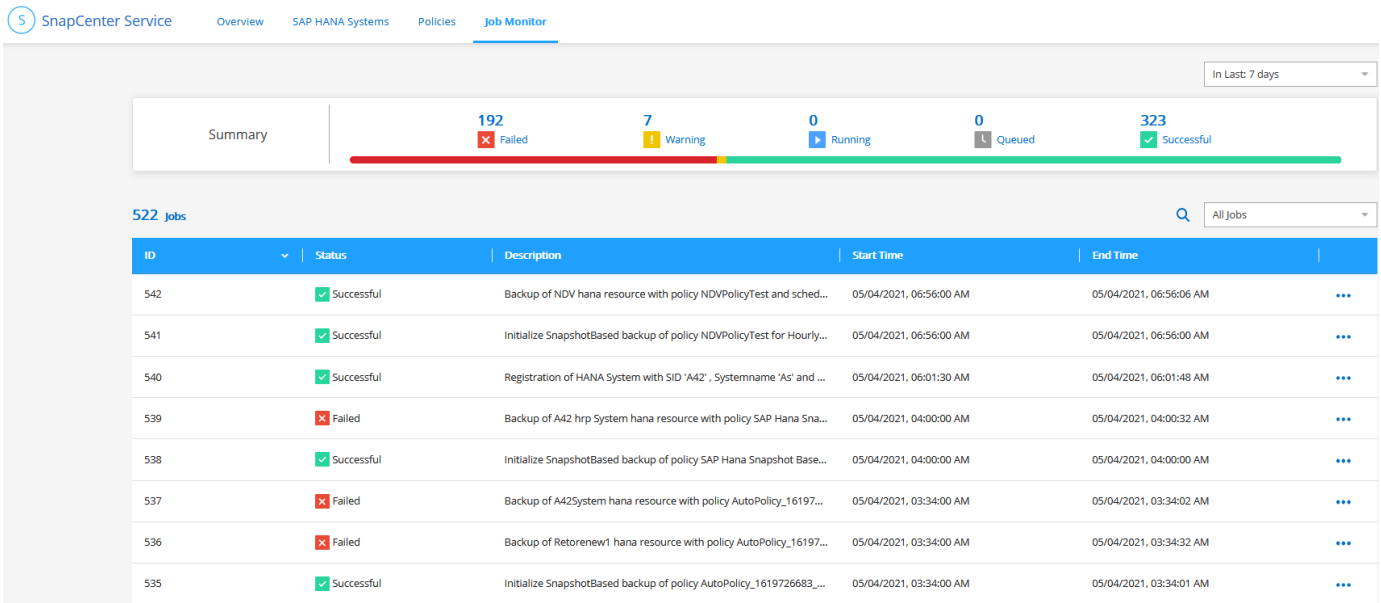 S SnapCenter Service Overview SAP HANA Systems Policies Job Monitor
In Last: 7 days
Summary
192 7 0 0 323
Failed Warning Running Queued Successful
522 Jobs All Jobs
ID Status Description Start Time End Time
542 Successful Backup of NDV hana resource with policy NDVPolicyTest and sched... 05/04/2021, 06:56:00 AM 05/04/2021, 06:56:06 AM
541 Successful Initialize SnapshotBased backup of policy NDVPolicyTest for Hourly... 05/04/2021, 06:56:00 AM 05/04/2021, 06:56:00 AM
540 Successful Registration of HANA System with SID 'A42' , Systemname 'As' and ... 05/04/2021, 06:01:30 AM 05/04/2021, 06:01:48 AM
539 Failed Backup of A42 hrp System hana resource with policy SAP Hana Sna... 05/04/2021, 04:00:00 AM 05/04/2021, 04:00:32 AM
538 Successful Initialize SnapshotBased backup of policy SAP Hana Snapshot Base... 05/04/2021, 04:00:00 AM 05/04/2021, 04:00:00 AM
537 Failed Backup of A42System hana resource with policy AutoPolicy_16197... 05/04/2021, 03:34:00 AM 05/04/2021, 03:34:02 AM
536 Failed Backup of Retorenew1 hana resource with policy AutoPolicy_16197... 05/04/2021, 03:34:00 AM 05/04/2021, 03:34:32 AM
535 Successful Initialize SnapshotBased backup of policy AutoPolicy_1619726683_... 05/04/2021, 03:34:00 AM 05/04/2021, 03:34:01 AM